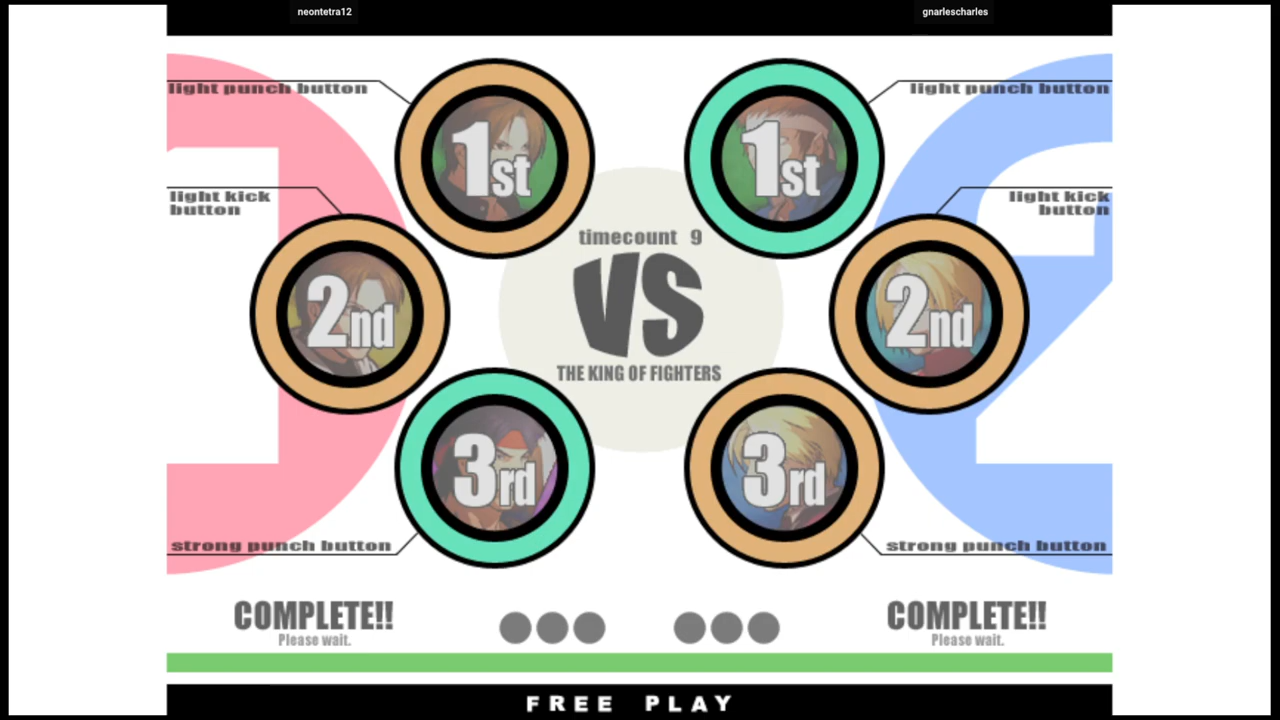 neontetra12
gnarlescharles
light punch button
light punch button
1st
1st
light kick
button
light kick
button
timecount 9
VS
THE KING OF FIGHTERS
2nd
2nd
3rd
3rd
strong punch button
strong punch button
COMPLETE!!
Please wait.
COMPLETE!!
Please wait.
FREE PLAY